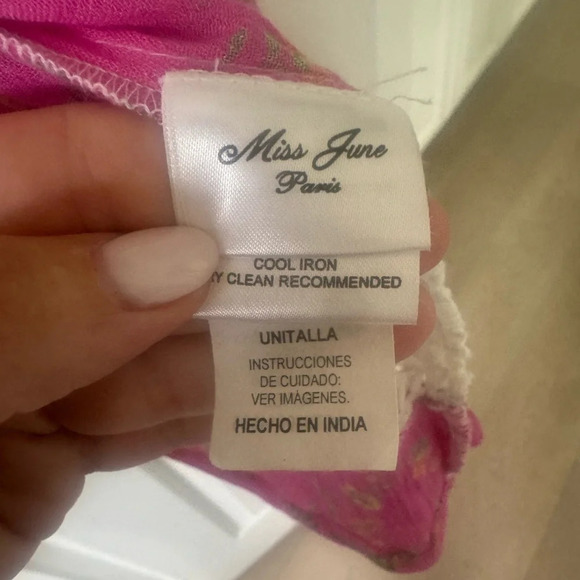 Miss June
Paris
COOL IRON
CLEAN RECOMMENDED
UNITALLA
INSTRUCCIONES
DE CUIDADO:
VER IMÁGENES.
HECHO EN INDIA